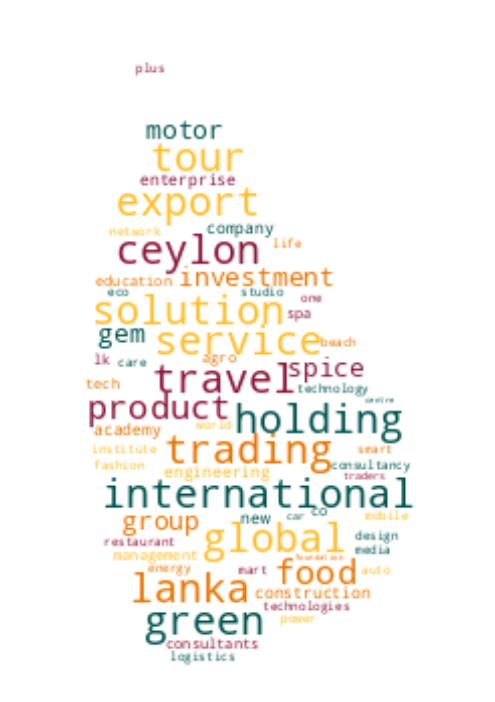 plus
motor
tour
enterprise
export
network company
ceylon life
education investment
eco studio one
solution spa
gem service beach
lk care agro spice
tech travel technology
centre
product holding
academy world
institute trading smart
fashion consultancy
engineering traders
international
group new car co mobile
restaurant global design
management media
energy foundation
mart food auto
lanka construction
technologies
green power
consultants
logistics